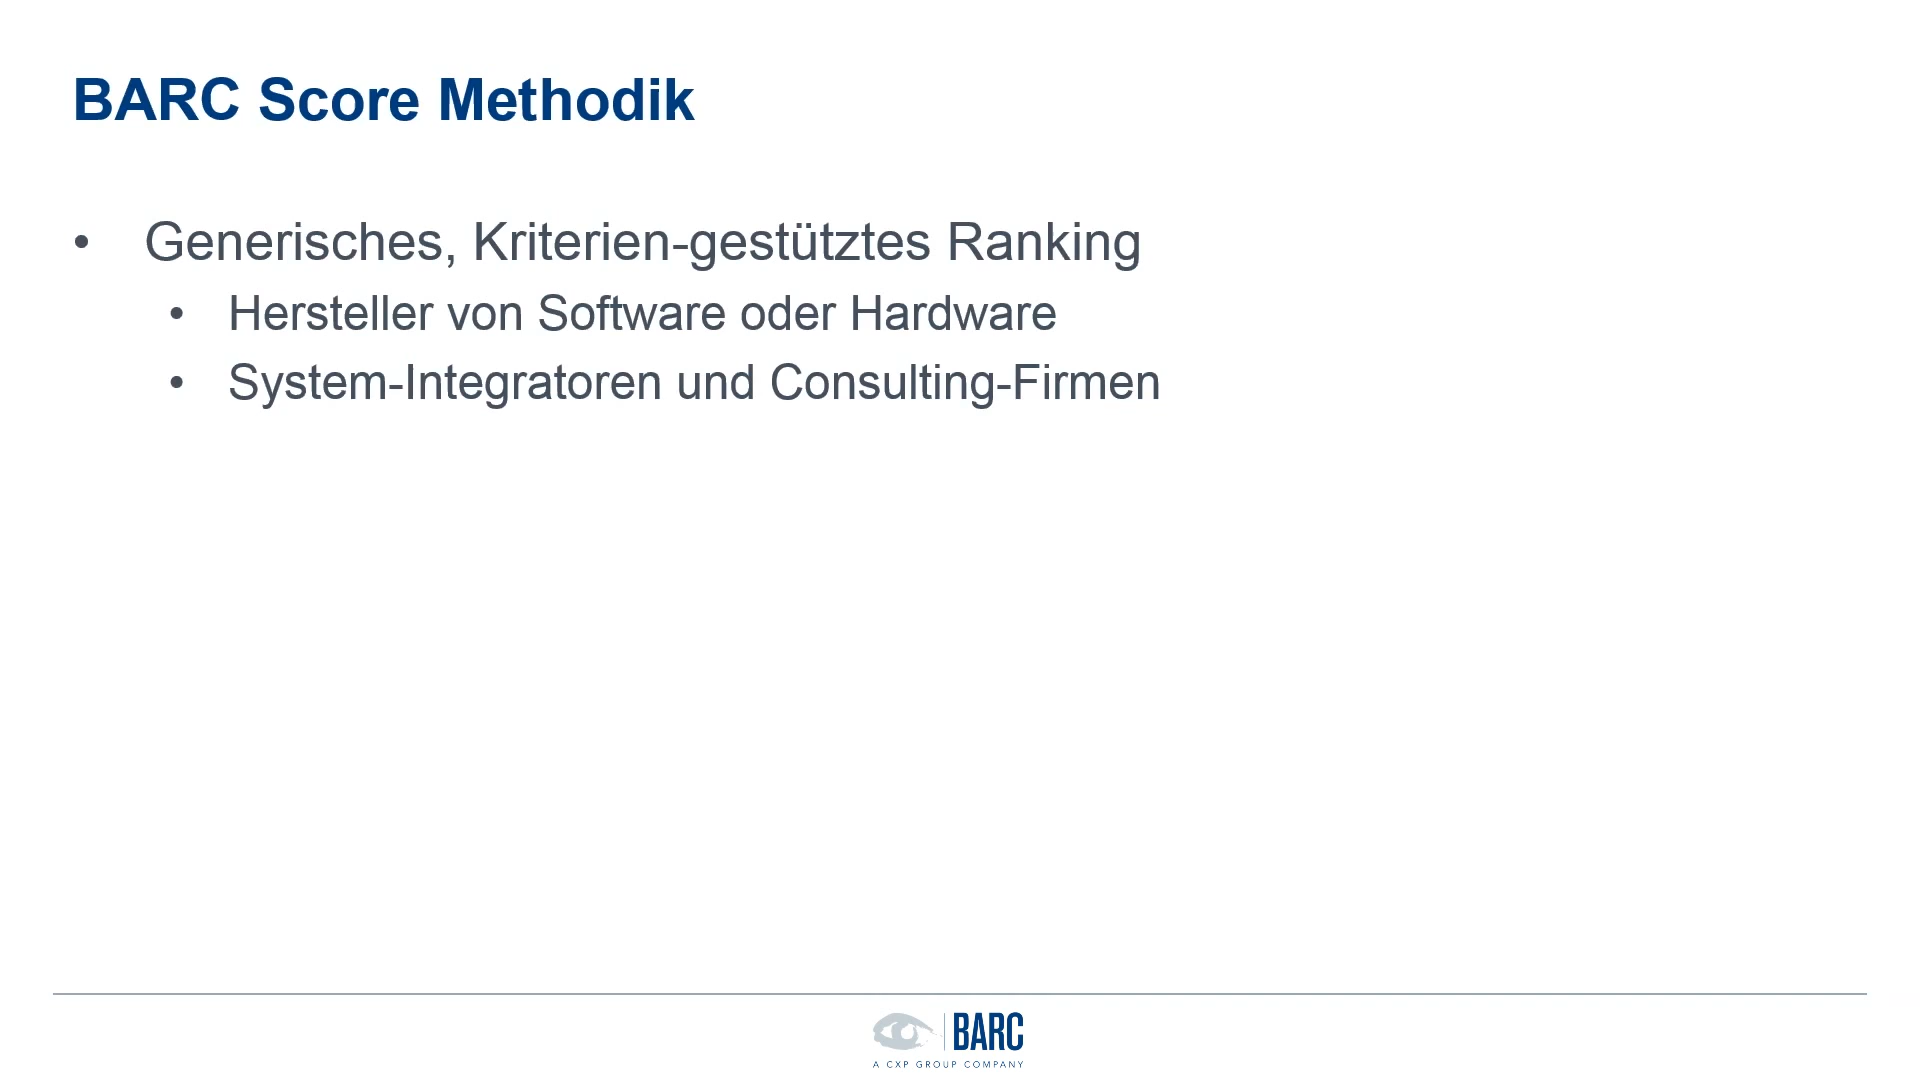 BARC Score Methodik
• Generisches, Kriterien-gestütztes Ranking
• Hersteller von Software oder Hardware
• System-Integratoren und Consulting-Firmen
BARC
A CXP GROUP COMPANY